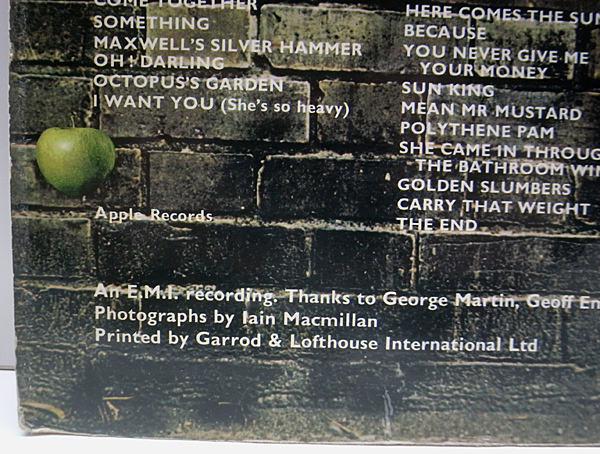 COME TOGETHER
SOMETHING
MAXWELL'S SILVER HAMMER
OH! DARLING
OCTOPUS'S GARDEN
I WANT YOU (She's so heavy)
HERE COMES THE SUN
BECAUSE
YOU NEVER GIVE ME
YOUR MONEY
SUN KING
MEAN MR MUSTARD
POLYTHENE PAM
SHE CAME IN THROUG
THE BATHROOM WIN
GOLDEN SLUMBERS
CARRY THAT WEIGHT
THE END
Apple Records
An E.M.I. recording. Thanks to George Martin, Geoff Em
Photographs by Iain Macmillan
Printed by Garrod & Lofthouse International Ltd